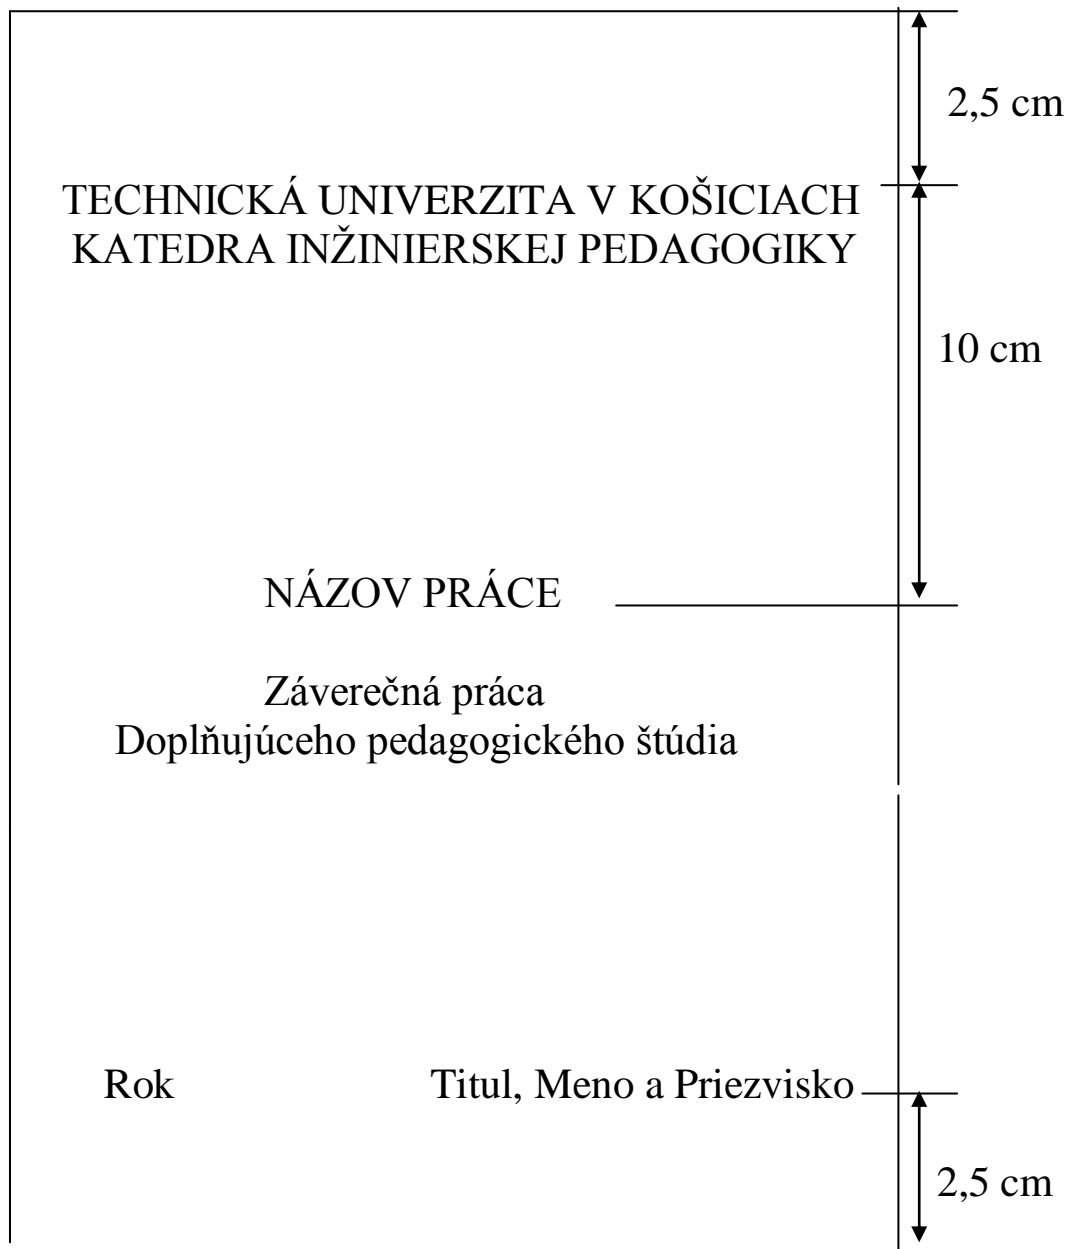 2,5 cm
TECHNICKÁ UNIVERZITA V KOŠICIACH
KATEDRA INŽINIERSKEJ PEDAGOGIKY
10 cm
NÁZOV PRÁCE
Záverečná práca
Doplňujúceho pedagogického štúdia
Rok Titul, Meno a Priezvisko
2,5 cm